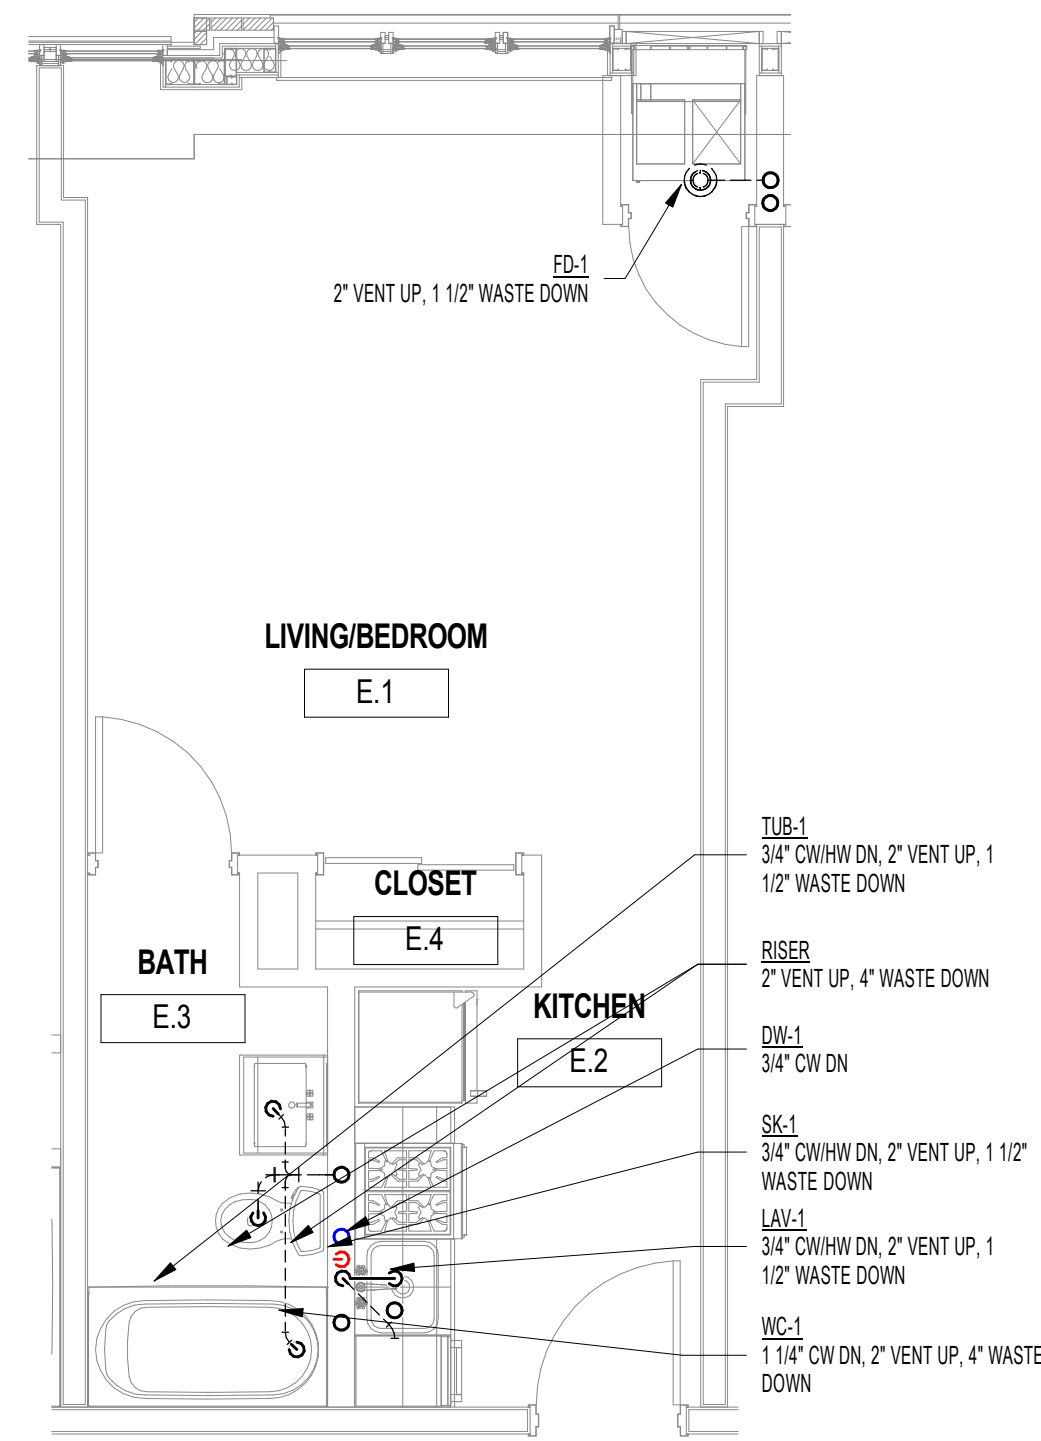 FD-1
2" VENT UP, 1 1/2" WASTE DOWN
LIVING/BEDROOM
E.1
TUB-1
3/4" CW/HW DN, 2" VENT UP, 1
1/2" WASTE DOWN
CLOSET
E.4
BATH
E.3
RISER
2" VENT UP, 4" WASTE DOWN
KITCHEN
E.2
DW-1
3/4" CW DN
SK-1
3/4" CW/HW DN, 2" VENT UP, 1 1/2"
WASTE DOWN
LAV-1
3/4" CW/HW DN, 2" VENT UP, 1
1/2" WASTE DOWN
WC-1
1 1/4" CW DN, 2" VENT UP, 4" WASTE
DOWN